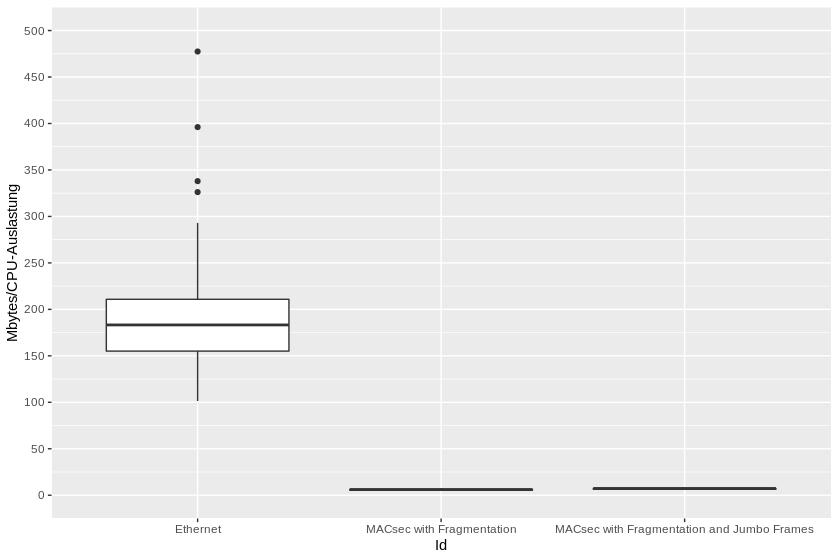 500
450
400
350
300
250
200
150
100
50
0
Mbytes/CPU-Auslastung
Ethernet
MACsec with Fragmentation
MACsec with Fragmentation and Jumbo Frames
Id